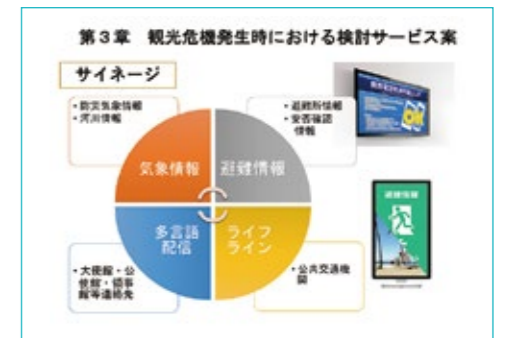 第3章　観光危機発生時における検討サービス案
サイネージ
・防災気象情報
・河川情報
・避難所情報
・安否確認
情報
気象情報
避難情報
多言語
配信
ライフ
ライン
・大使館・公
使館・領事
館等連絡先
・公共交通機
関
避難情報